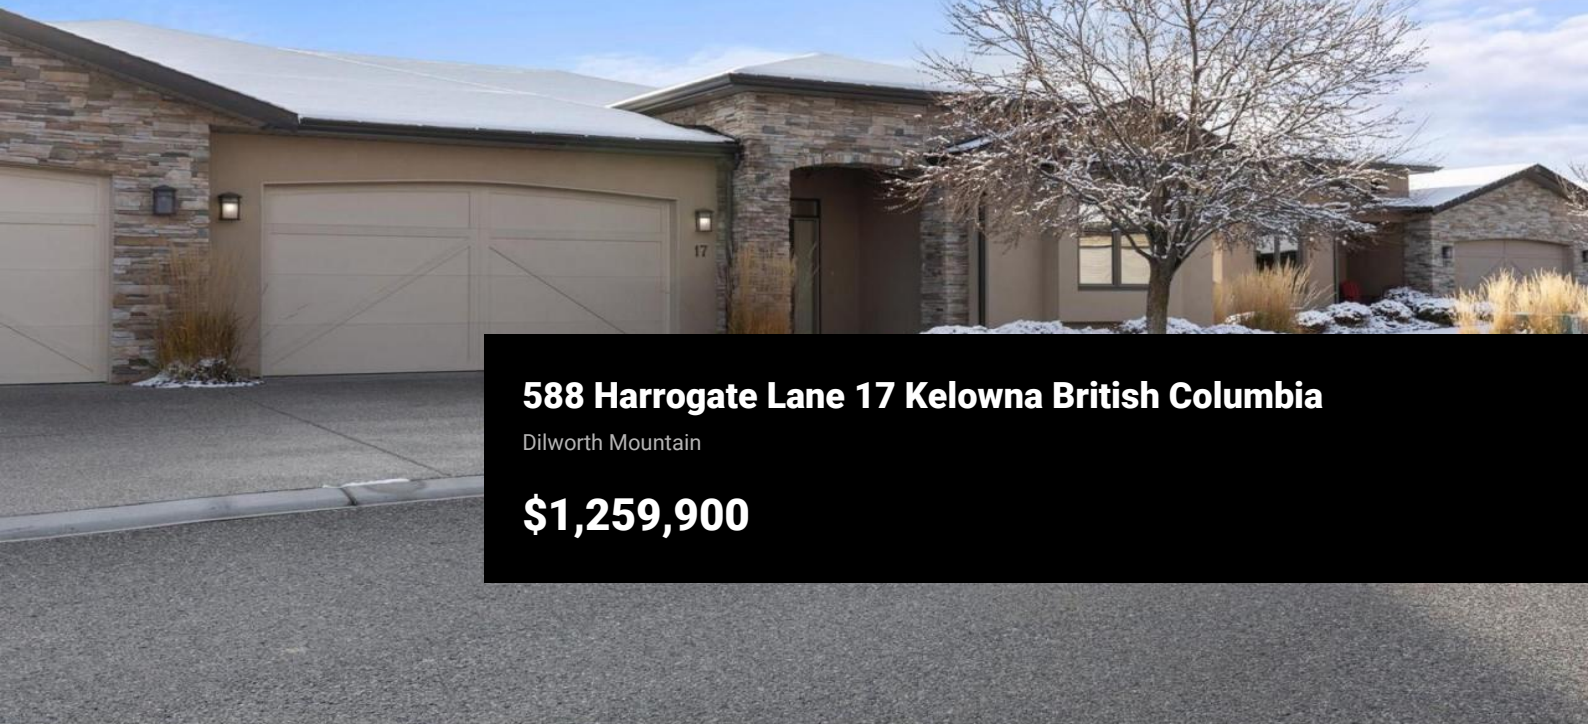 17
588 Harrogate Lane 17 Kelowna British Columbia
Dilworth Mountain
$1,259,900